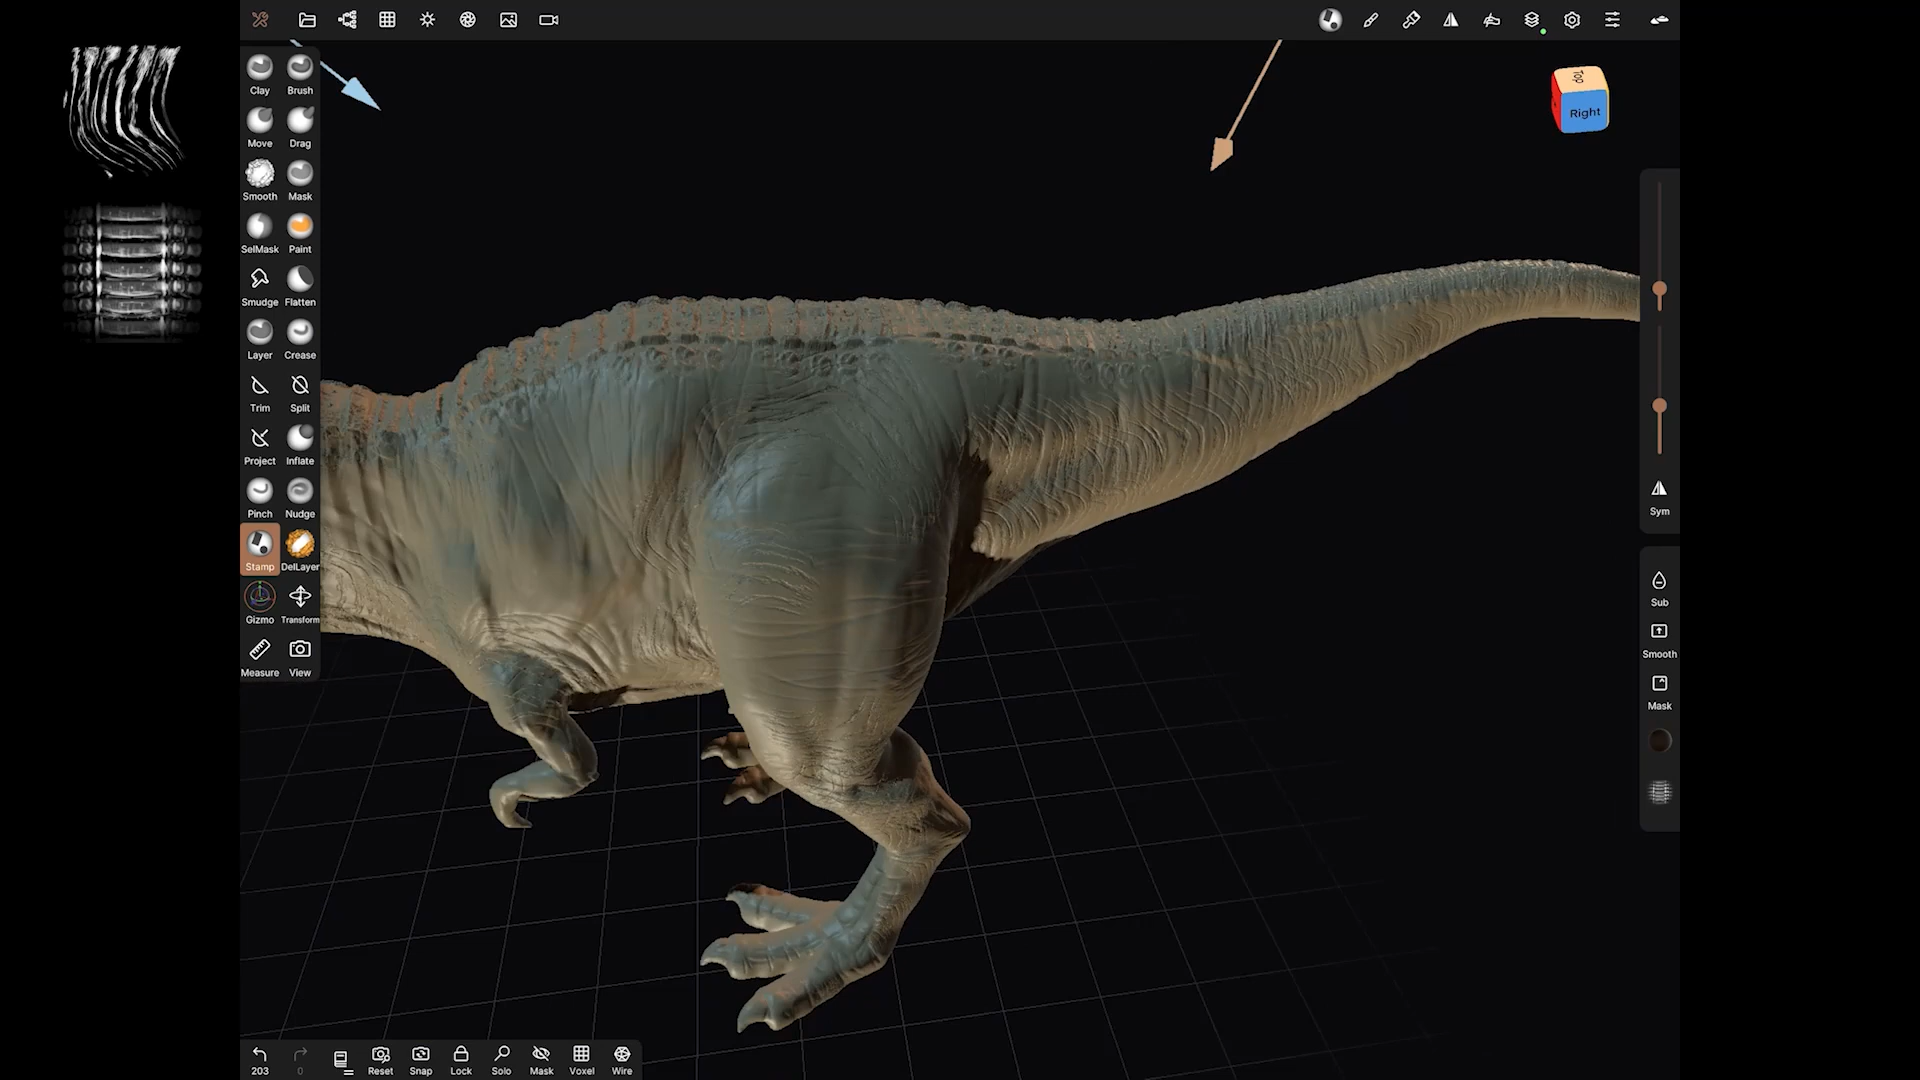 Clay Brush
Move Drag
Smooth Mask
SelMask Paint
Smudge Flatten
Layer Crease
Trim Split
Project Inflate
Pinch Nudge
Stamp DelLayer
Gizmo Transform
Measure View
Top
Right
Sym
Sub
Smooth
Mask
203 0 Reset Snap Lock Solo Mask Voxel Wire